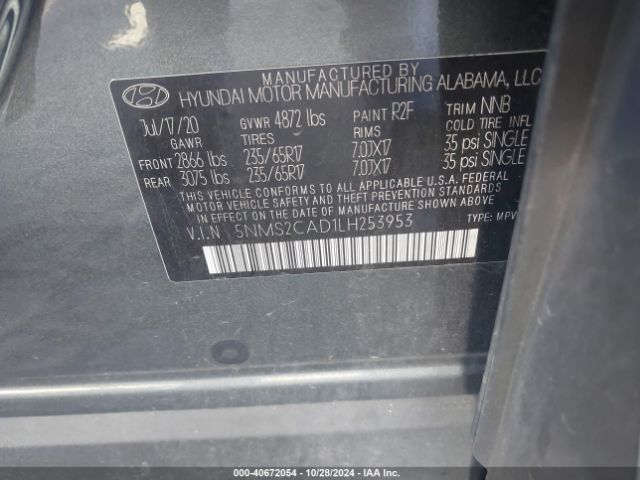 MANUFACTURED BY
HYUNDAI MOTOR MANUFACTURING ALABAMA, LLC
Jul/17/20 GVWR 4872 lbs PAINT R2F TRIM NNB
GAWR TIRES RIMS COLD TIRE INFL
FRONT 2866 lbs 235/65R17 7.0JX17 35 psi SINGLE
REAR 3075 lbs 235/65R17 7.0JX17 35 psi SINGLE
THIS VEHICLE CONFORMS TO ALL APPLICABLE U.S.A. FEDERAL
MOTOR VEHICLE SAFETY AND THEFT PREVENTION
STANDARDS IN EFFECT ON THE DATE OF MANUFACTURE SHOWN ABOVE
V.I.N 5NMS2CAD1LH253953 TYPE: MPV
000-40672054 - 10/28/2024 - IAA Inc.